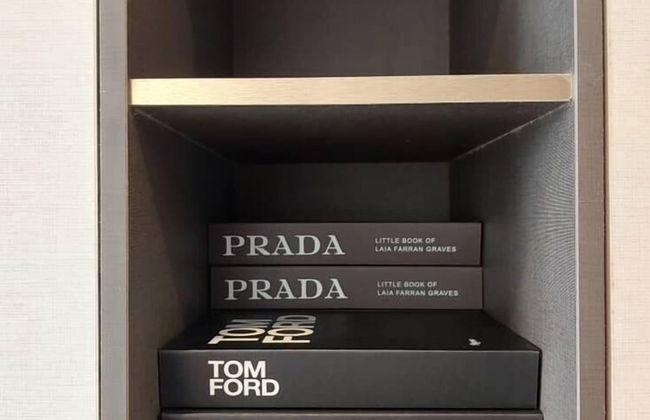 PRADA
LITTLE BOOK OF
LAIA FARRAN GRAVES
PRADA
LITTLE BOOK OF
LAIA FARRAN GRAVES
TOM
FORD
TOM
FORD